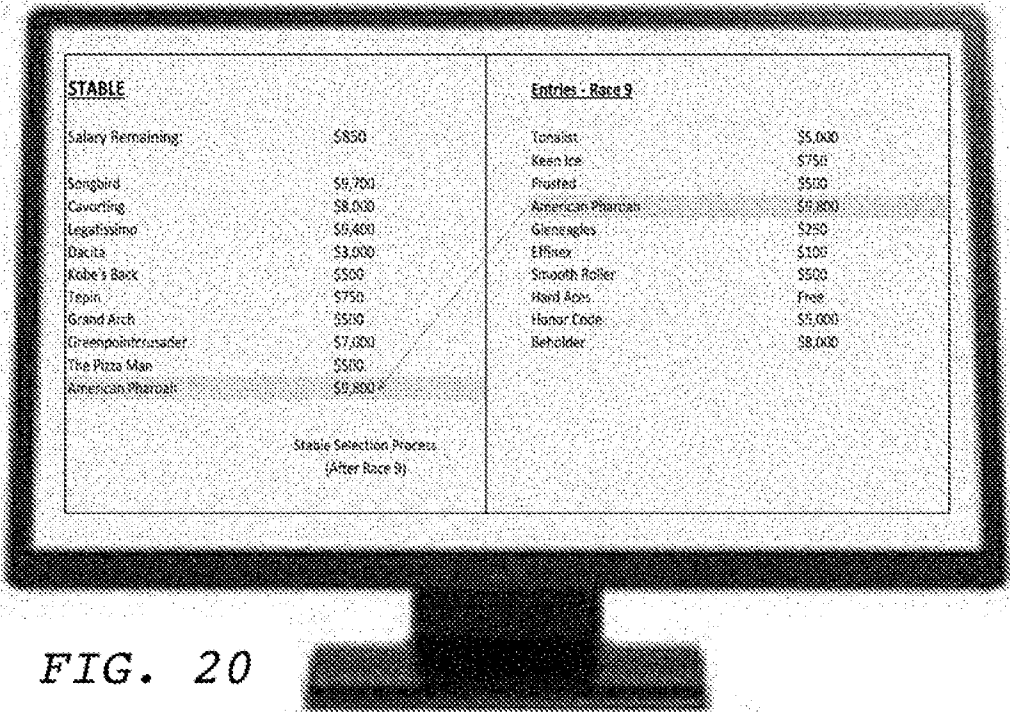 STABLE
Salary Remaining: $850
Songbird $9,700
Cavorting $8,000
Legatissimo $9,400
Dacita $3,000
Kobe's Back $500
Tepin $750
Grand Arch $500
Greenpointcrusader $7,000
The Pizza Man $500
American Pharoah $9,800
Stable Selection Process
(After Race 9)
Entries - Race 9
Tonalist $5,000
Keen Ice $750
Frosted $500
American Pharoah $9,800
Gleneagles $250
Effinex $100
Smooth Roller $500
Hard Aces Free
Honor Code $5,000
Beholder $8,000
FIG. 20